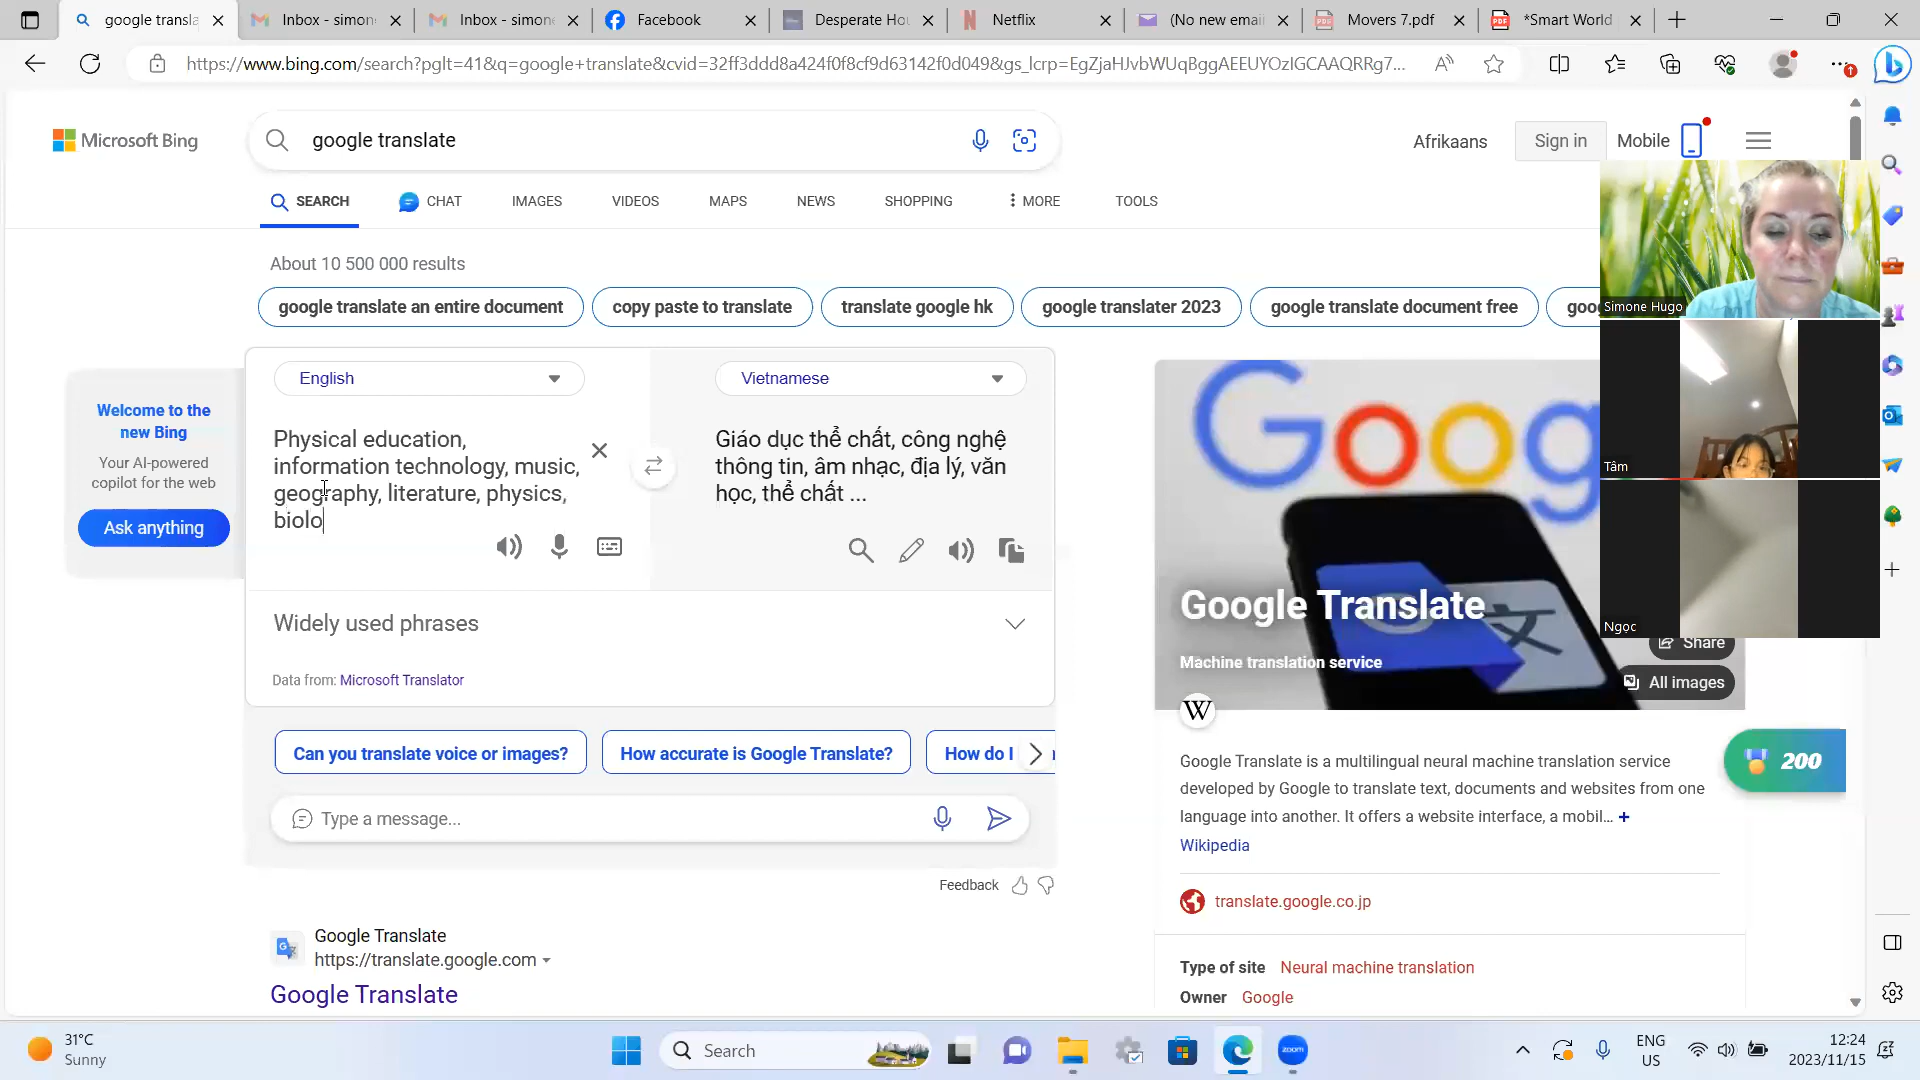 google transla
Inbox - simon
Inbox - simon
Facebook
Desperate Hou
Netflix
(No new emai
Movers 7.pdf
*Smart World
https://www.bing.com/search?pglt=41&q=google+translate&cvid=32ff3ddd8a424f0f8cf9d63142f0d049&gs_lcrp=EgZjaHJvbWUqBggAEEUYOzIGCAAQRRg7...
Microsoft Bing
google translate
Afrikaans
Sign in
Mobile
SEARCH
CHAT
IMAGES
VIDEOS
MAPS
NEWS
SHOPPING
MORE
TOOLS
About 10 500 000 results
google translate an entire document
copy paste to translate
translate google hk
google translater 2023
google translate document free
goo
Welcome to the
new Bing
Your AI-powered
copilot for the web
Ask anything
English
Physical education,
information technology, music,
geography, literature, physics,
biolo
Vietnamese
Giáo dục thể chất, công nghệ
thông tin, âm nhạc, địa lý, văn
học, thể chất ...
Widely used phrases
Data from: Microsoft Translator
Can you translate voice or images?
How accurate is Google Translate?
How do I
Type a message...
Feedback
Google Translate
https://translate.google.com
Google Translate
Goog
Google Translate
Machine translation service
Share
All images
W
Google Translate is a multilingual neural machine translation service
developed by Google to translate text, documents and websites from one
language into another. It offers a website interface, a mobil... +
Wikipedia
translate.google.co.jp
Type of site Neural machine translation
Owner Google
200
Simone Hugo
Tâm
Ngọc
31°C
Sunny
Search
zoom
ENG
US
12:24
2023/11/15